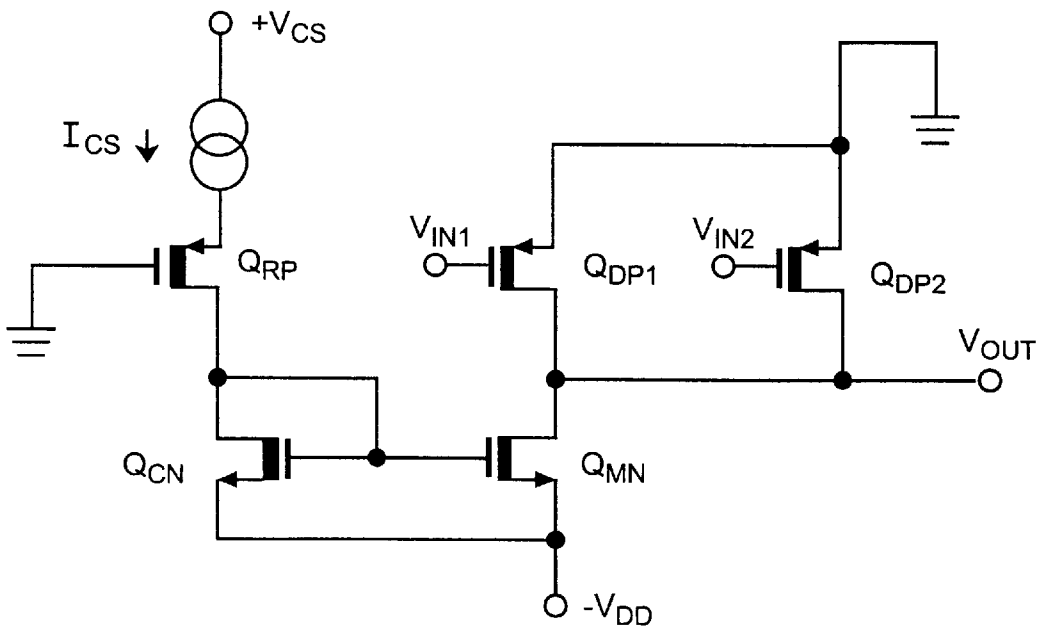 +VCS
ICS
QRP
VIN1
QDP1
VIN2
QDP2
VOUT
QCN
QMN
-VDD